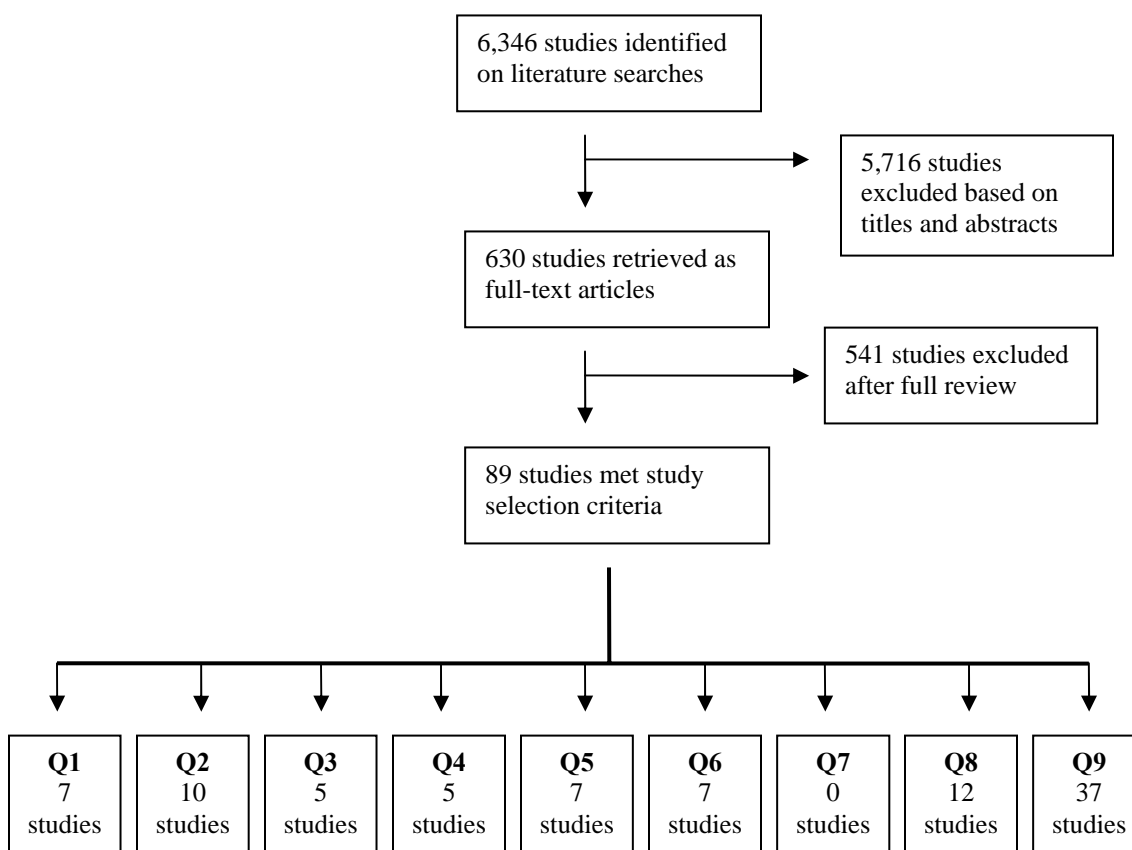 6,346 studies identified
on literature searches
5,716 studies
excluded based on
titles and abstracts
630 studies retrieved as
full-text articles
541 studies excluded
after full review
89 studies met study
selection criteria
Q1
7
studies
Q2
10
studies
Q3
5
studies
Q4
5
studies
Q5
7
studies
Q6
7
studies
Q7
0
studies
Q8
12
studies
Q9
37
studies